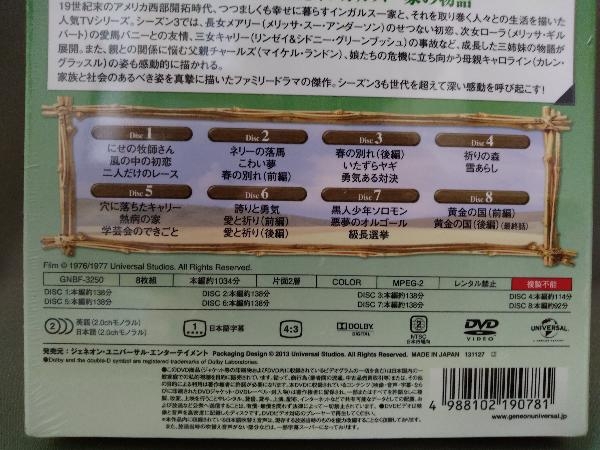 19世紀末のアメリカ西部開拓時代、つつましくも幸せに暮らすインガルス一家と、それを取り巻く人々との生活を描いた
人気TVシリーズ。シーズン3では、長女メアリー(メリッサ・スー・アンダーソン)のせつない初恋、次女ローラ(メリッサ・ギル
バート)の愛馬バニーとの友情、三女キャリー(リンゼイ&シドニー・グリーンブッシュ)の事故など、成長した三姉妹の物語が
展開。また、親との関係に悩む父親チャールズ(マイケル・ランドン)、娘たちの危機に立ち向かう母親キャロライン(カレン・
グラッスル)の姿も感動的に描かれる。
家族と社会のあるべき姿を真摯に描いたファミリードラマの傑作。シーズン3も世代を超えて深い感動を呼び起こす!
Disc 1
にせの牧師さん
風の中の初恋
二人だけのレース
Disc 2
ネリーの落馬
こわい夢
春の別れ(前編)
Disc 3
春の別れ(後編)
いたずらヤギ
勇気ある対決
Disc 4
祈りの森
雪あらし
Disc 5
穴に落ちたキャリー
熱病の家
学芸会のできごと
Disc 6
誇りと勇気
愛と祈り(前編)
愛と祈り(後編)
Disc 7
黒人少年ソロモン
悪夢のオルゴール
級長選挙
Disc 8
黄金の国(前編)
黄金の国(後編)(最終話)
Film © 1976/1977 Universal Studios. All Rights Reserved.
GNBF-3250 8枚組 本編約1034分 片面2層 COLOR MPEG-2 レンタル禁止 複製不能
DISC 1:本編約138分 DISC 2:本編約138分 DISC 3:本編約138分 DISC 4:本編約114分
DISC 5:本編約138分 DISC 6:本編約138分 DISC 7:本編約138分 DISC 8:本編約92分
2 英語(2.0chモノラル)
日本語(2.0chモノラル)
1 日本語字幕
4:3
DOLBY
DIGITAL
2
NTSC
日本市場向
DVD
VIDEO
UNIVERSAL
発売元:ジェネオン・ユニバーサル・エンターテイメント Packaging Design © 2013 Universal Studios. All Rights Reserved. MADE IN JAPAN 131127
Dolby and the double-D symbol are registered trademarks of Dolby Laboratories.
4 988102 190781
www.geneonuniversal.jp